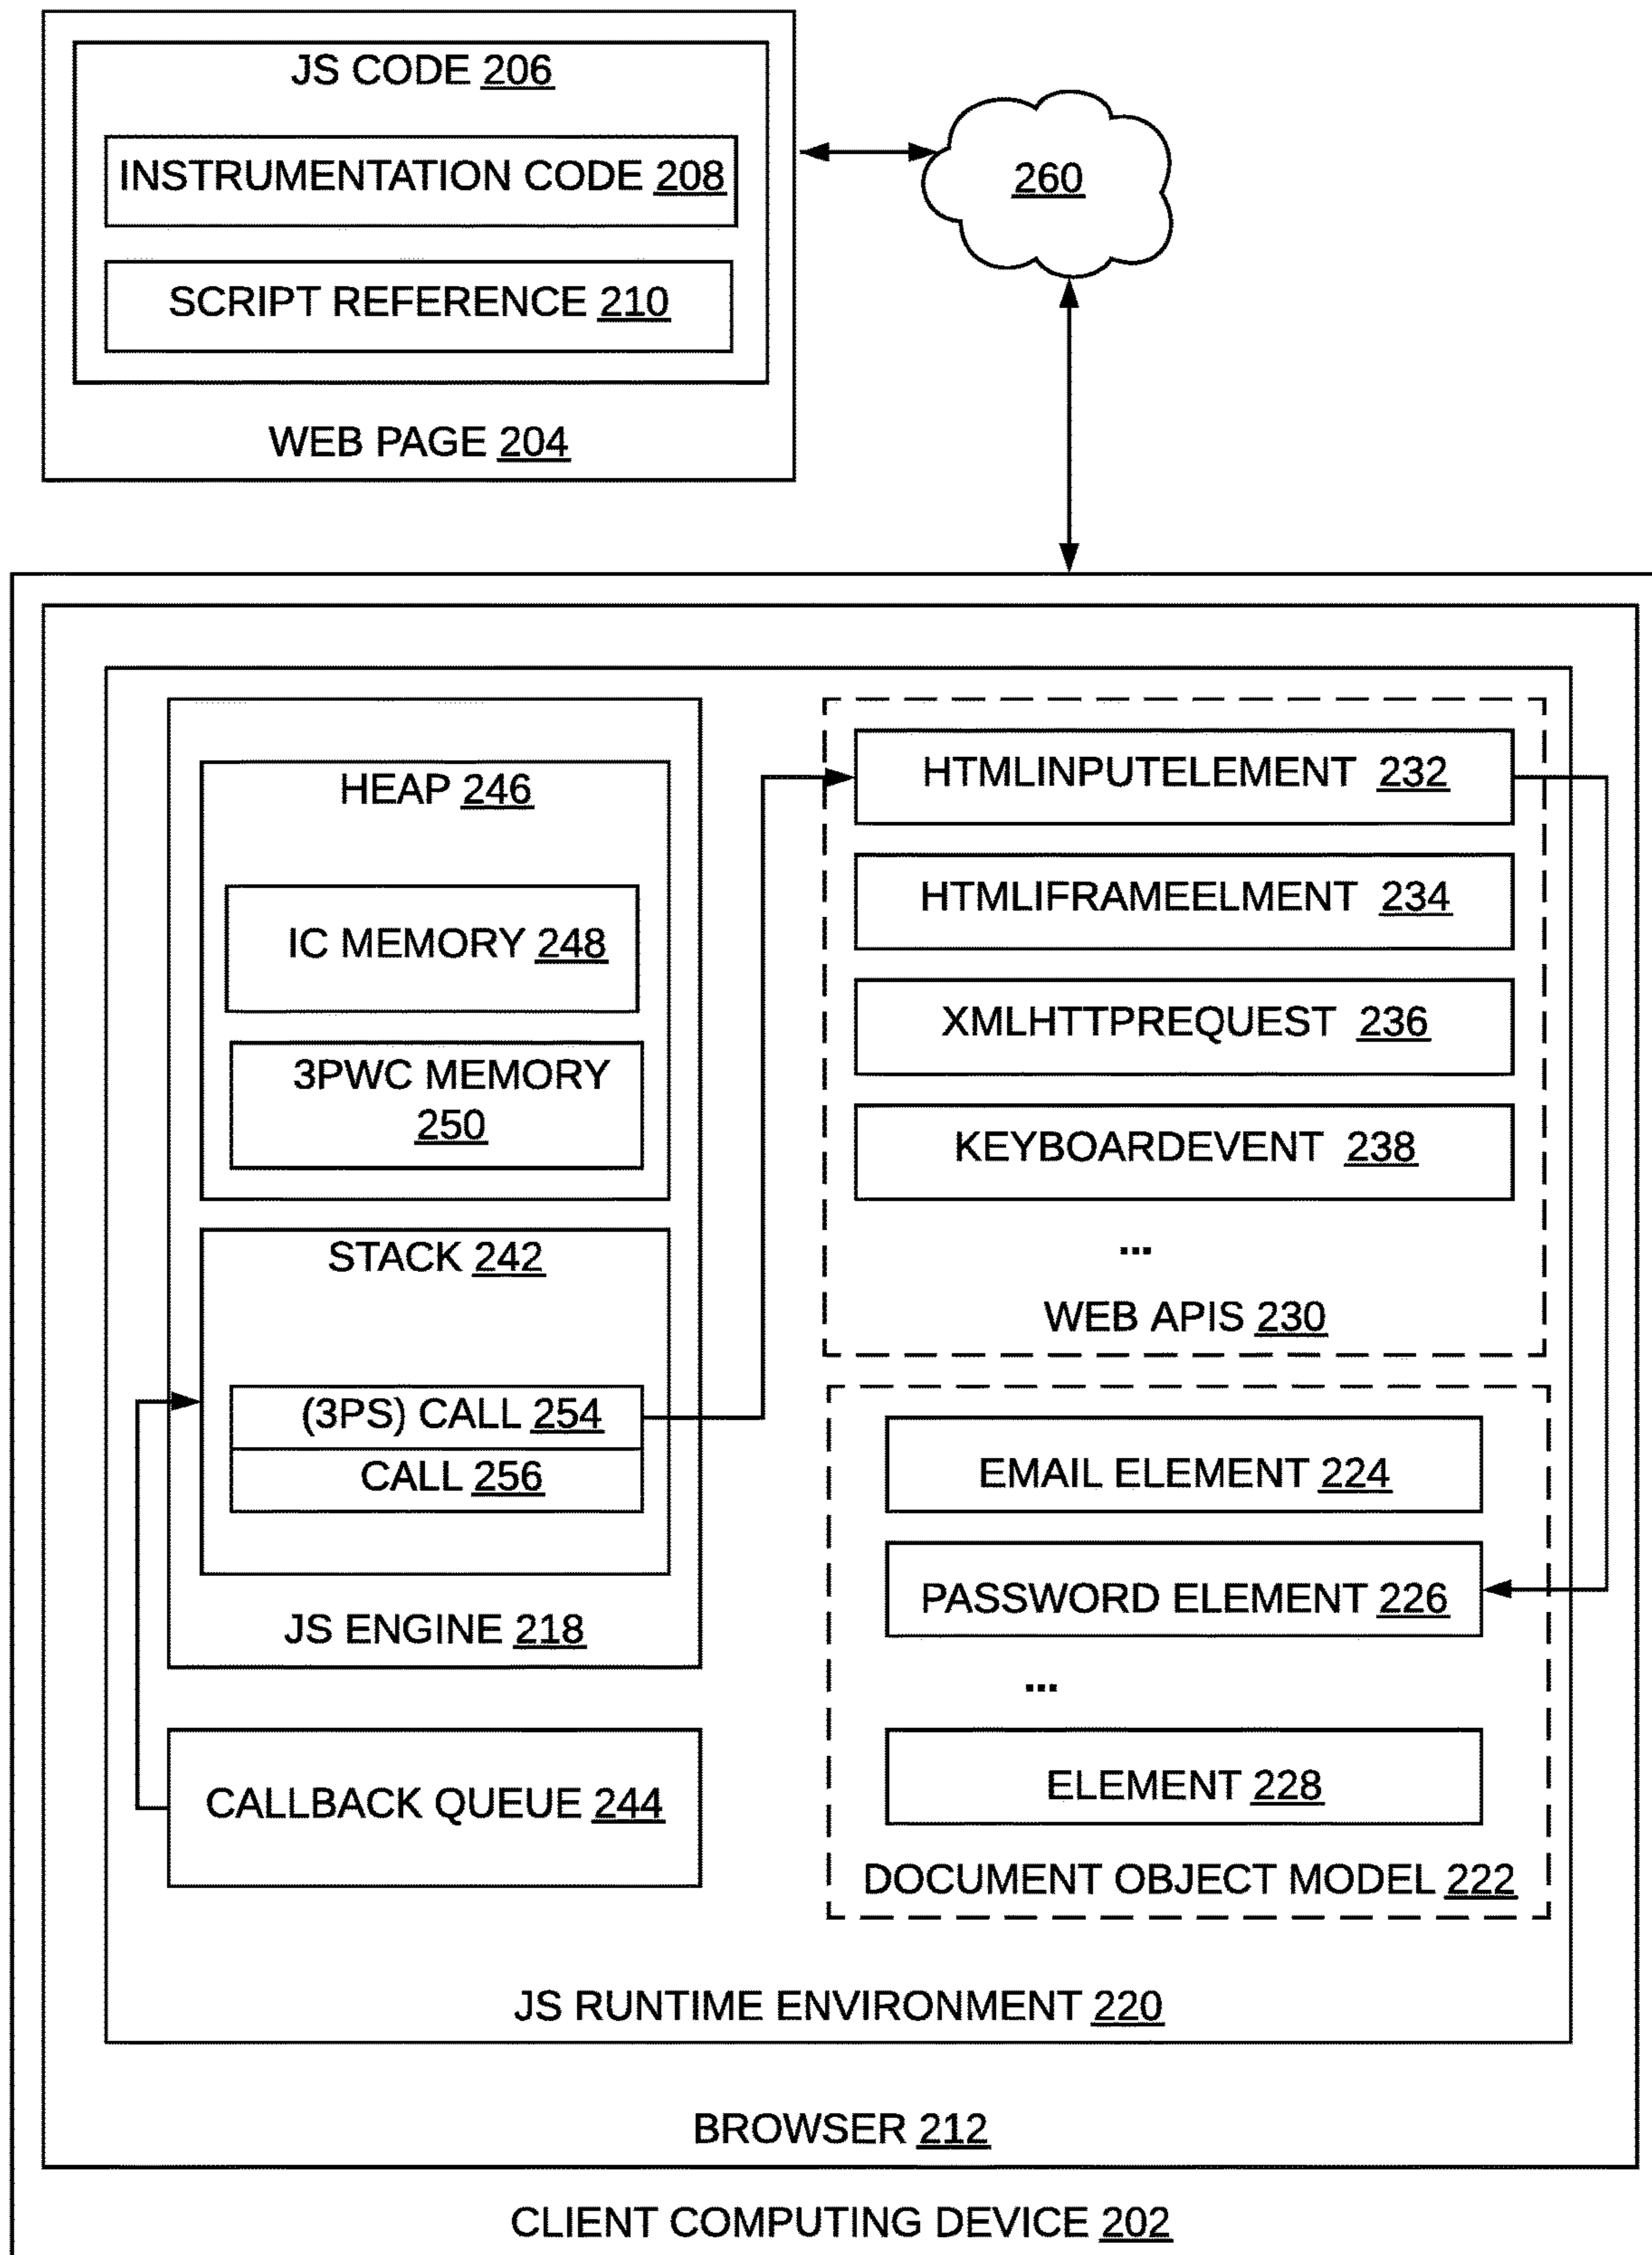 JS CODE 206
INSTRUMENTATION CODE 208
SCRIPT REFERENCE 210
WEB PAGE 204
260
HEAP 246
IC MEMORY 248
3PWC MEMORY
250
STACK 242
(3PS) CALL 254
CALL 256
JS ENGINE 218
CALLBACK QUEUE 244
HTMLINPUTELEMENT 232
HTMLIFRAMEELMENT 234
XMLHTTPREQUEST 236
KEYBOARDEVENT 238
...
WEB APIS 230
EMAIL ELEMENT 224
PASSWORD ELEMENT 226
...
ELEMENT 228
DOCUMENT OBJECT MODEL 222
JS RUNTIME ENVIRONMENT 220
BROWSER 212
CLIENT COMPUTING DEVICE 202